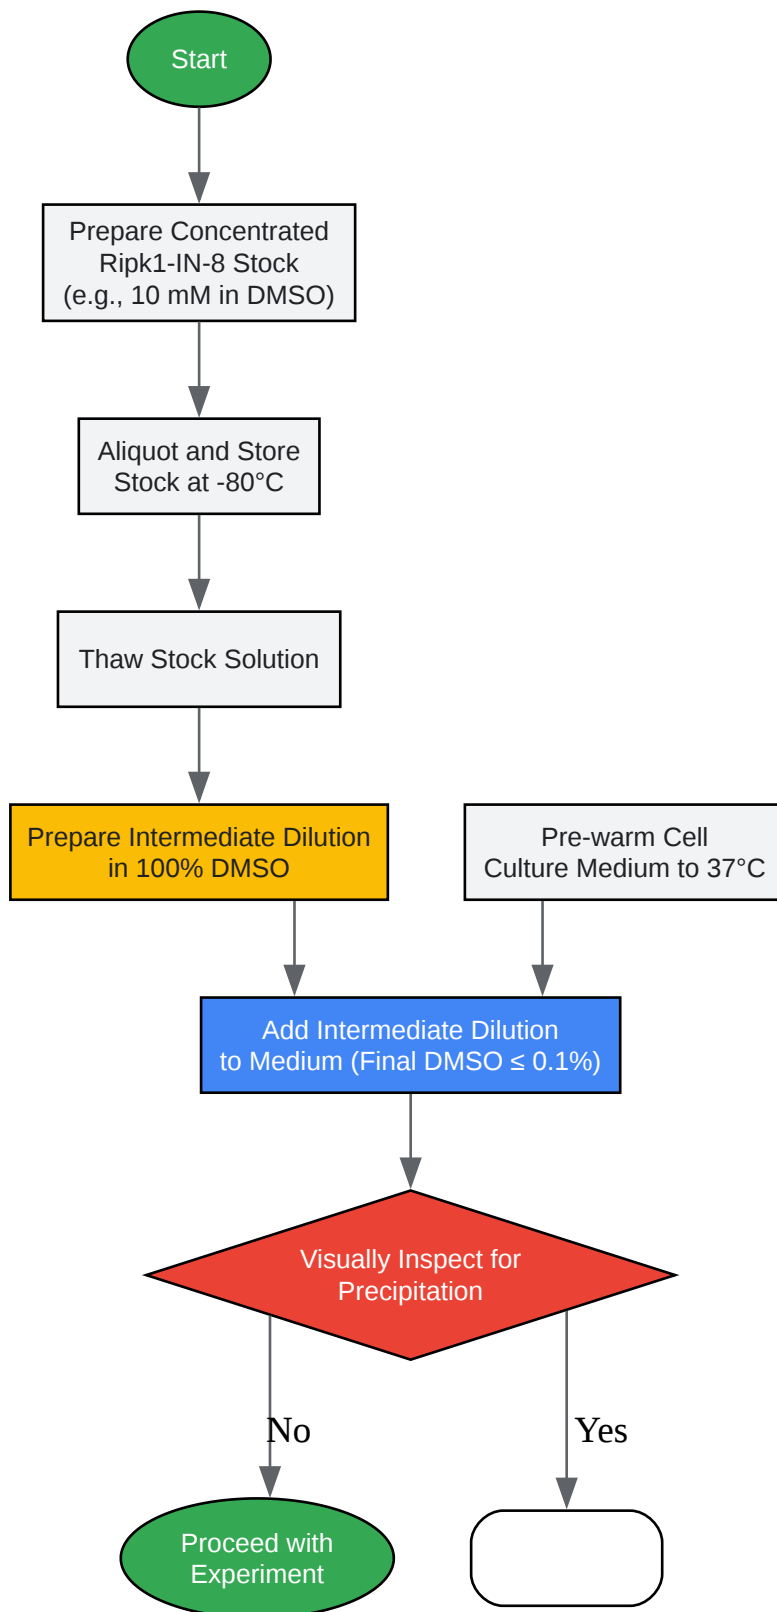 Start
Prepare Concentrated
Ripk1-IN-8 Stock
(e.g., 10 mM in DMSO)
Aliquot and Store
Stock at -80°C
Thaw Stock Solution
Prepare Intermediate Dilution
in 100% DMSO
Pre-warm Cell
Culture Medium to 37°C
Add Intermediate Dilution
to Medium (Final DMSO ≤ 0.1%)
Visually Inspect for
Precipitation
No
Yes
Proceed with
Experiment